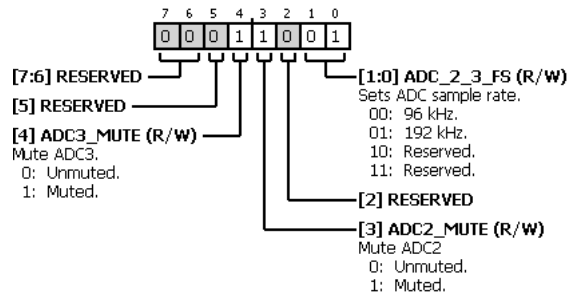 7 6 5 4 3 2 1 0
0 0 0 1 1 0 0 1
[7:6] RESERVED
[5] RESERVED
[4] ADC3_MUTE (R/W)
Mute ADC3.
0: Unmuted.
1: Muted.
[1:0] ADC_2_3_FS (R/W)
Sets ADC sample rate.
00: 96 kHz.
01: 192 kHz.
10: Reserved.
11: Reserved.
[2] RESERVED
[3] ADC2_MUTE (R/W)
Mute ADC2
0: Unmuted.
1: Muted.